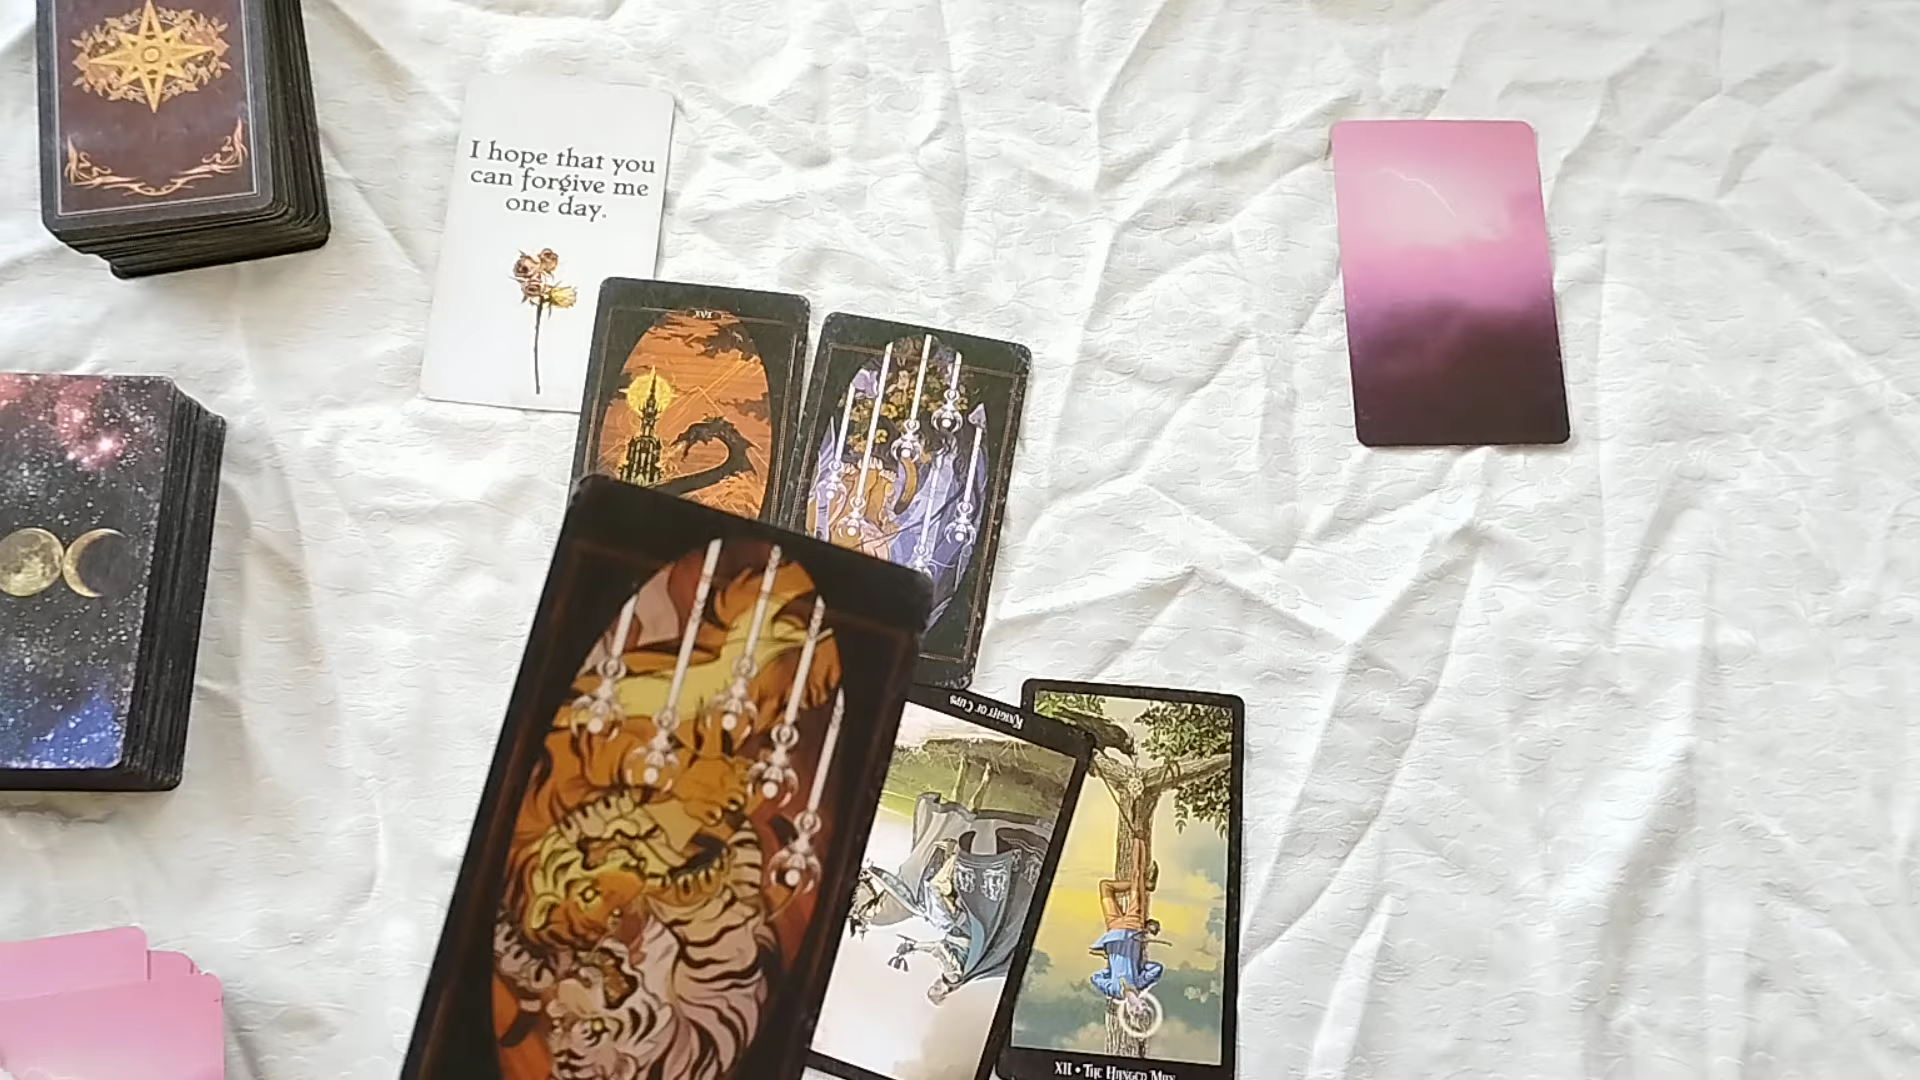 I hope that you
can forgive me
one day.
XVI
KNIGHT OF CUPS
XII • THE HANGED MAN